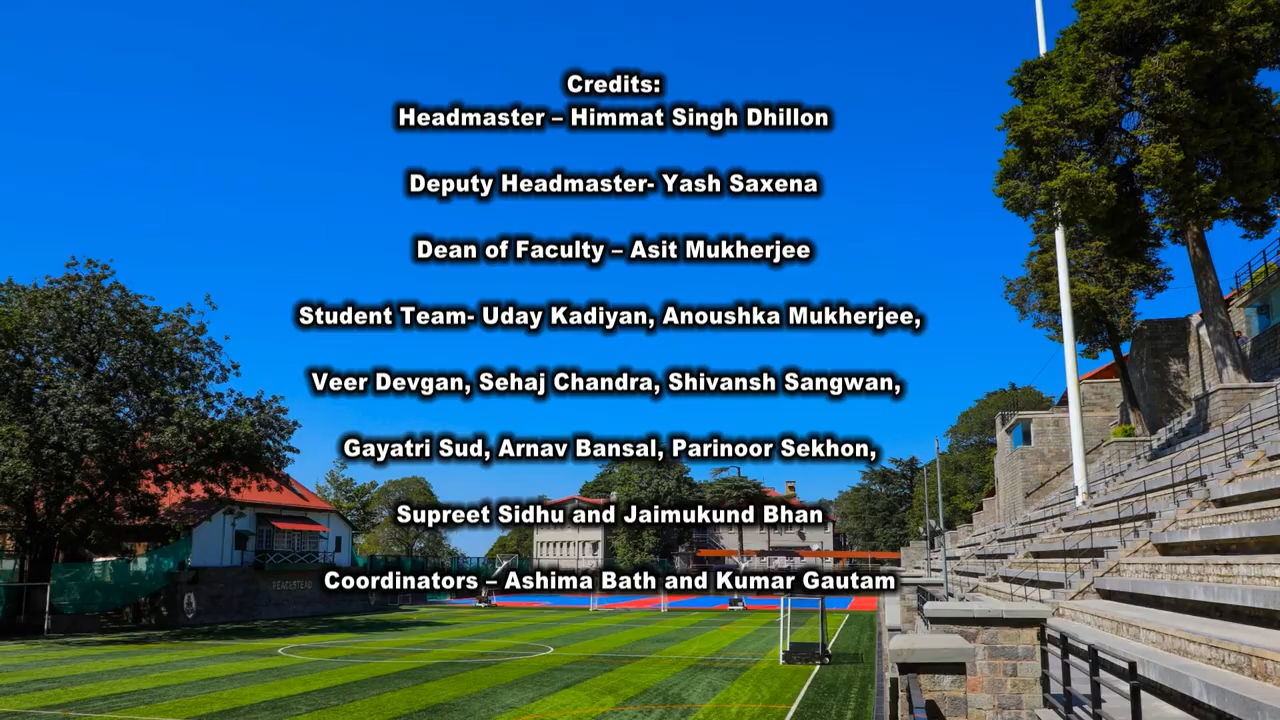 Credits:
Headmaster – Himmat Singh Dhillon
Deputy Headmaster- Yash Saxena
Dean of Faculty – Asit Mukherjee
Student Team- Uday Kadiyan, Anoushka Mukherjee,
Veer Devgan, Sehaj Chandra, Shivansh Sangwan,
Gayatri Sud, Arnav Bansal, Parinoor Sekhon,
Supreet Sidhu and Jaimukund Bhan
Coordinators – Ashima Bath and Kumar Gautam
PEACESTEAD